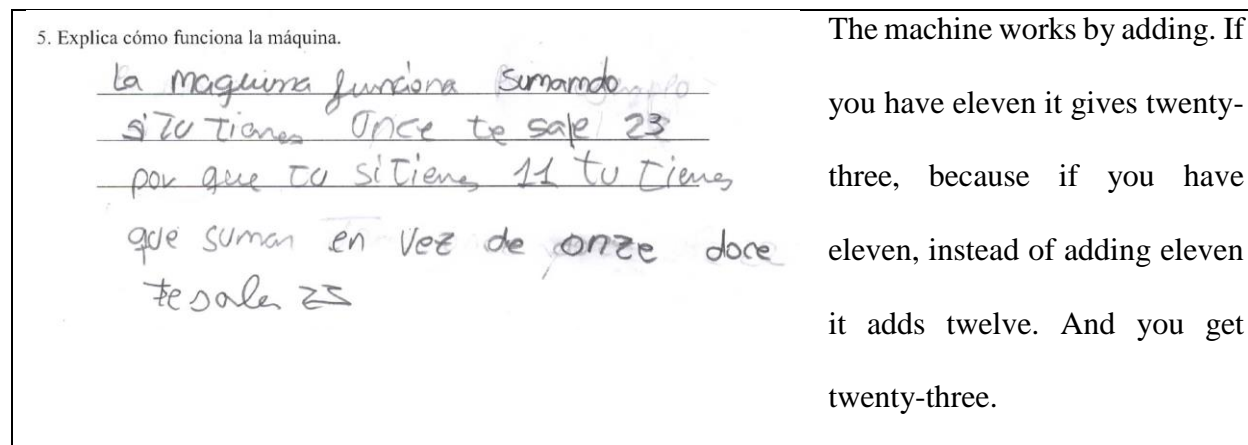 5. Explica cómo funciona la máquina.
La maquina funciona sumamdo
si Tu Tienes Once te sale 23
por que tu si Tienes 11 tu tienes
que sumar en vez de onze doce
te sale 23
The machine works by adding. If
you have eleven it gives twenty-
three, because if you have
eleven, instead of adding eleven
it adds twelve. And you get
twenty-three.